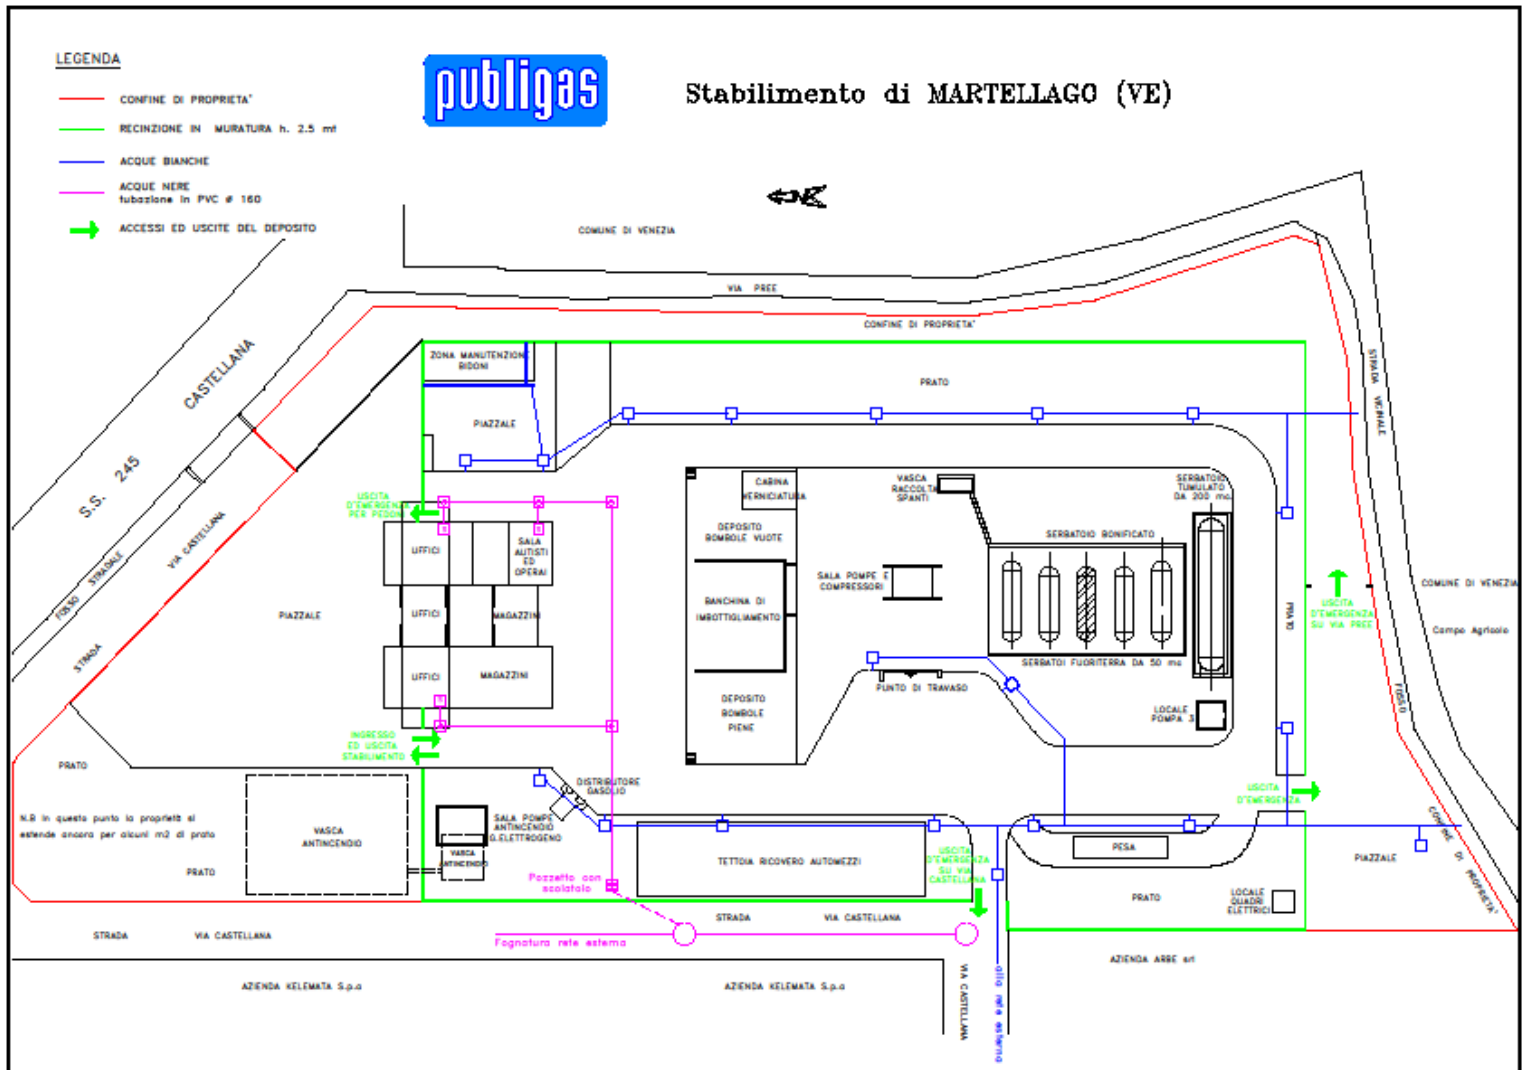 LEGENDA
CONFINE DI PROPRIETA'
RECINZIONE IN MURATURA h. 2.5 mt
ACQUE BIANCHE
ACQUE NERE
tubazione in PVC ø 160
ACCESSI ED USCITE DEL DEPOSITO
publigas
Stabilimento di MARTELLAGO (VE)
N
COMUNE DI VENEZIA
VIA PREE
CONFINE DI PROPRIETA'
S.S. 245 CASTELLANA
FOSSO STRADALE
STRADA VIA CASTELLANA
ZONA MANUTENZIONE
BIDONI
PIAZZALE
PRATO
STRADA VICINALE
USCITA
D'EMERGENZA
PER PEDONI
UFFICI
SALA
AUTISTI
ED
OPERAI
PIAZZALE
UFFICI
MAGAZZINI
UFFICI
MAGAZZINI
INGRESSO
ED USCITA
STABILIMENTO
CABINA
VERNICIATURA
DEPOSITO
BOMBOLE VUOTE
BANCHINA DI
IMBOTTIGLIAMENTO
DEPOSITO
BOMBOLE
PIENE
SALA POMPE E
COMPRESSORI
VASCA
RACCOLTA
SPANTI
SERBATOIO
TUMULATO
DA 200 mc
SERBATOIO BONIFICATO
SERBATOI FUORITERRA DA 50 mc
PUNTO DI TRAVASO
LOCALE
POMPA 3
PRATO
USCITA
D'EMERGENZA
SU VIA PREE
COMUNE DI VENEZIA
Campo Agricolo
FOSSO
USCITA
D'EMERGENZA
CONFINE DI PROPRIETA'
PRATO
N.B in questo punto la proprietà si
estende ancora per alcuni m2 di prato
PRATO
VASCA
ANTINCENDIO
SALA POMPE
ANTINCENDIO
G.ELETTROGENO
VASCA
ANTINCENDIO
DISTRIBUTORE
GASOLIO
TETTOIA RICOVERO AUTOMEZZI
USCITA
D'EMERGENZA
SU VIA
CASTELLANA
PESA
PRATO
LOCALE
QUADRI
ELETTRICI
PIAZZALE
Pozzetto con
STRADA VIA CASTELLANA
STRADA VIA CASTELLANA
Fognatura rete esterna
AZIENDA KELEMATA S.p.a
AZIENDA KELEMATA S.p.a
VIA CASTELLANA
alla rete esterna
AZIENDA ARBE srl